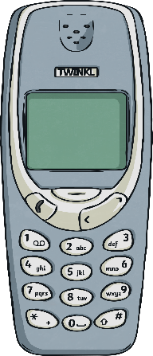 TWINKL
1 QO 2 abc def 3
4 ghi 5 jkl mno 6
7 pqrs 8 tuv wxyz 9
* + 0 ⇧ #